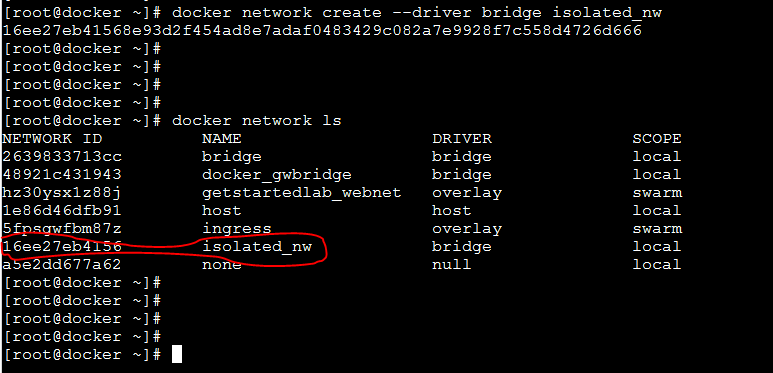 [root@docker ~]# docker network create --driver bridge isolated_nw
16ee27eb41568e93d2f454ad8e7adaf0483429c082a7e9928f7c558d4726d666
[root@docker ~]#
[root@docker ~]#
[root@docker ~]#
[root@docker ~]#
[root@docker ~]# docker network ls
NETWORK ID NAME DRIVER SCOPE
2639833713cc bridge bridge local
48921c431943 docker_gwbridge bridge local
hz30ysx1z88j getstartedlab_webnet overlay swarm
1e86d46dfb91 host host local
5fpsqwfbm87z ingress overlay swarm
16ee27eb4156 isolated_nw bridge local
a5e2dd677a62 none null local
[root@docker ~]#
[root@docker ~]#
[root@docker ~]#
[root@docker ~]#
[root@docker ~]#